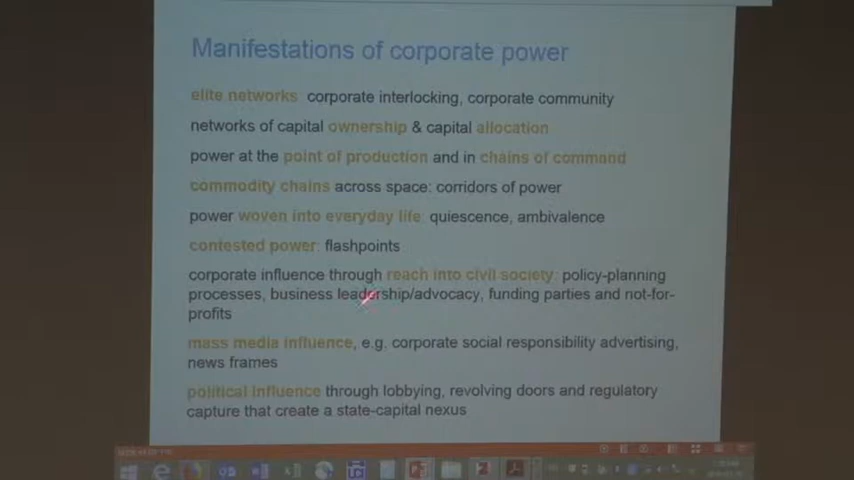 Manifestations of corporate power
elite networks: corporate interlocking, corporate community
networks of capital ownership & capital allocation
power at the point of production and in chains of command
commodity chains across space: corridors of power
power woven into everyday life: quiescence, ambivalence
contested power: flashpoints
corporate influence through reach into civil society: policy-planning
processes, business leadership/advocacy, funding parties and not-for-
profits
mass media influence, e.g. corporate social responsibility advertising,
news frames
political influence through lobbying, revolving doors and regulatory
capture that create a state-capital nexus